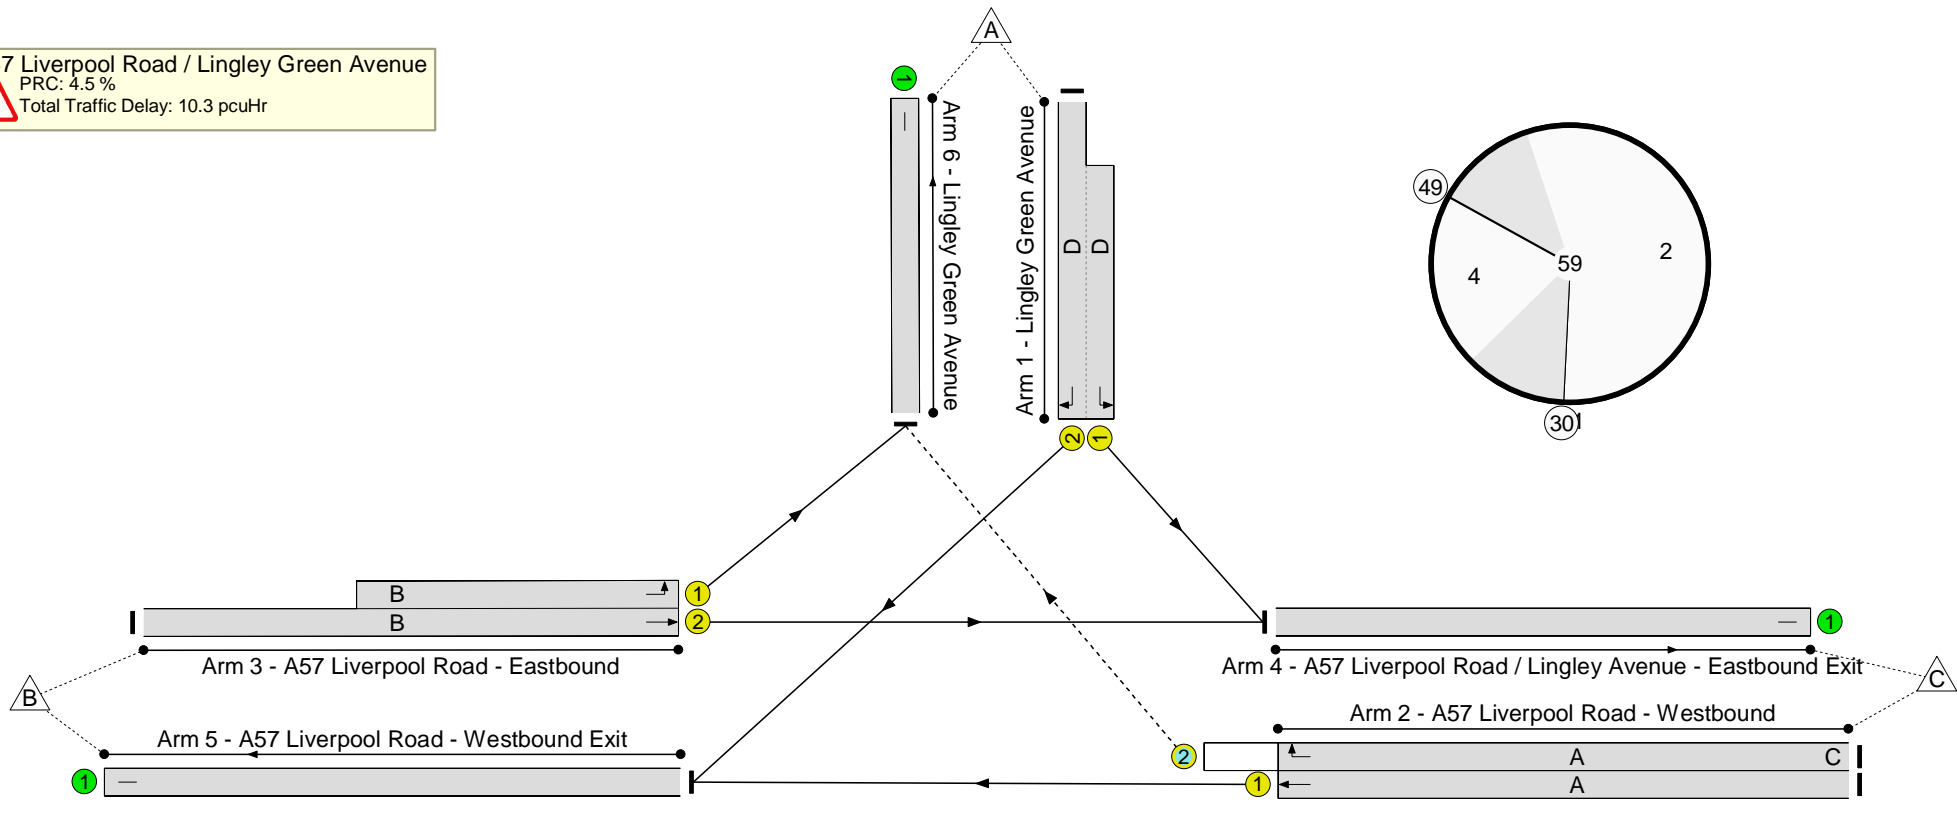 7 Liverpool Road / Lingley Green Avenue
PRC: 4.5 %
Total Traffic Delay: 10.3 pcuHr
A
1
Arm 6 - Lingley Green Avenue
Arm 1 - Lingley Green Avenue
D D
2 1
49
59
2
4
30
1
B
1
B
2
Arm 3 - A57 Liverpool Road - Eastbound
B
Arm 5 - A57 Liverpool Road - Westbound Exit
1
1
Arm 4 - A57 Liverpool Road / Lingley Avenue - Eastbound Exit
C
Arm 2 - A57 Liverpool Road - Westbound
2
A
C
1
A